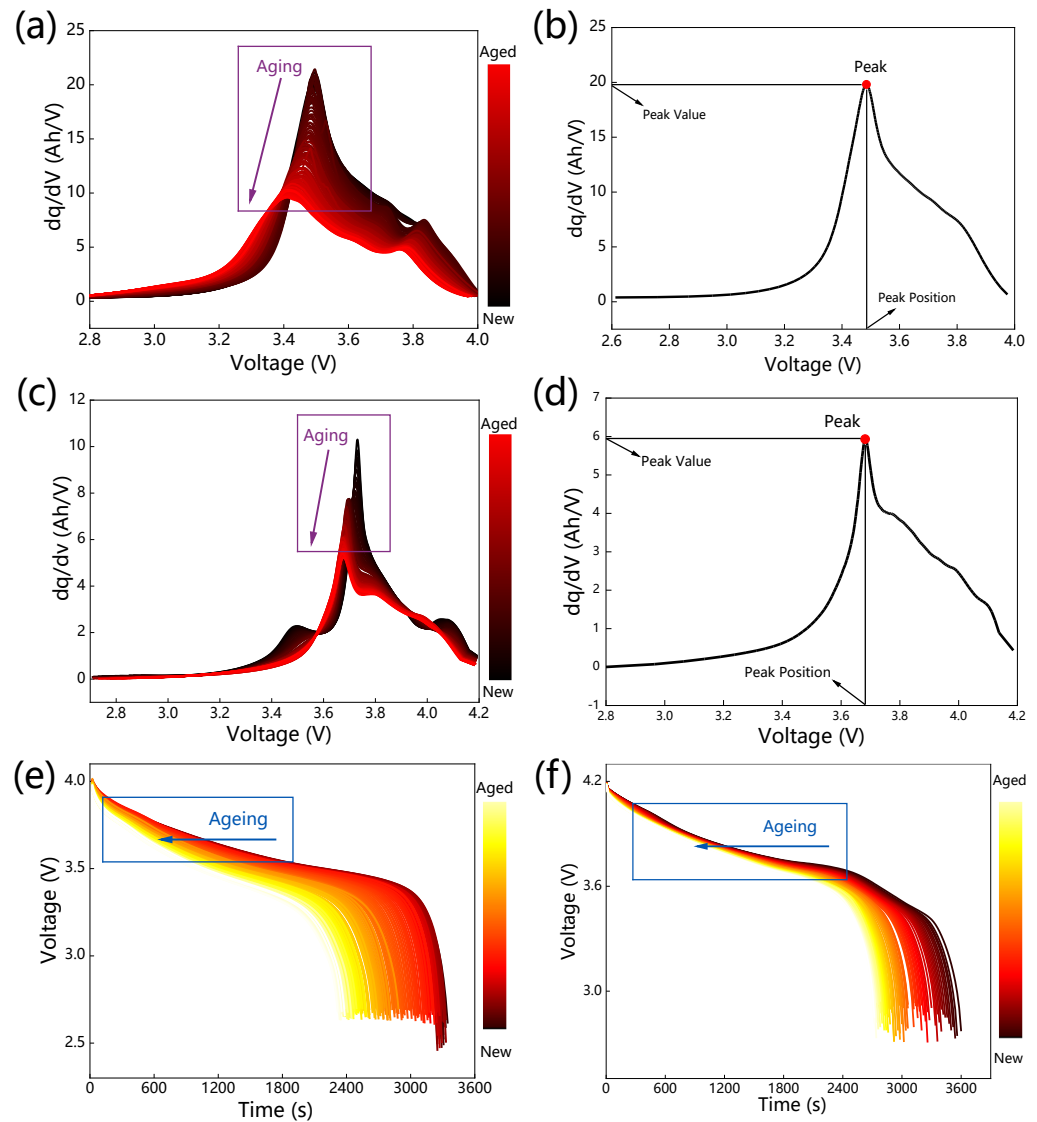 (a)
25
20
15
10
5
0
dq/dV (Ah/V)
Aging
Aged
New
2.8 3.0 3.2 3.4 3.6 3.8 4.0
Voltage (V)
(b)
25
20
15
10
5
0
dq/dV (Ah/V)
Peak
Peak Value
Peak Position
2.6 2.8 3.0 3.2 3.4 3.6 3.8 4.0
Voltage (V)
(c)
12
10
8
6
4
2
0
dq/dv (Ah/V)
Aging
Aged
New
2.8 3.0 3.2 3.4 3.6 3.8 4.0 4.2
Voltage (V)
(d)
7
6
5
4
3
2
1
0
-1
dq/dV (Ah/V)
Peak
Peak Value
Peak Position
2.8 3.0 3.2 3.4 3.6 3.8 4.0 4.2
Voltage (V)
(e)
4.0
3.5
3.0
2.5
Voltage (V)
Ageing
Aged
New
0 600 1200 1800 2400 3000 3600
Time (s)
(f)
4.2
3.6
3.0
Voltage (V)
Ageing
Aged
New
0 600 1200 1800 2400 3000 3600
Time (s)